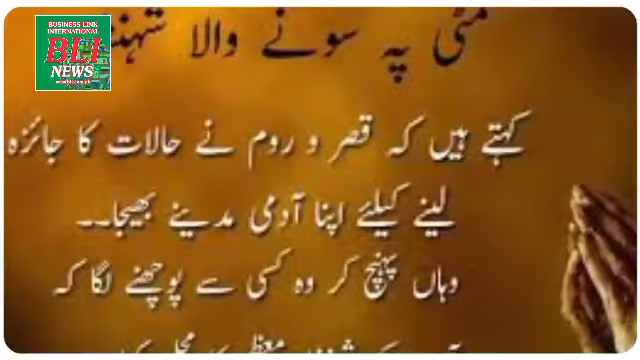 BUSINESS LINK
INTERNATIONAL
BLI
NEWS
مٹی پہ سونے والا شہنشاہ
کہتے ہیں کہ قصر و روم نے حالات کا جائزہ
لینے کیلئے اپنا آدمی مدینے بھیجا۔۔
وہاں پہنچ کر وہ کسی سے پوچھنے لگا کہ